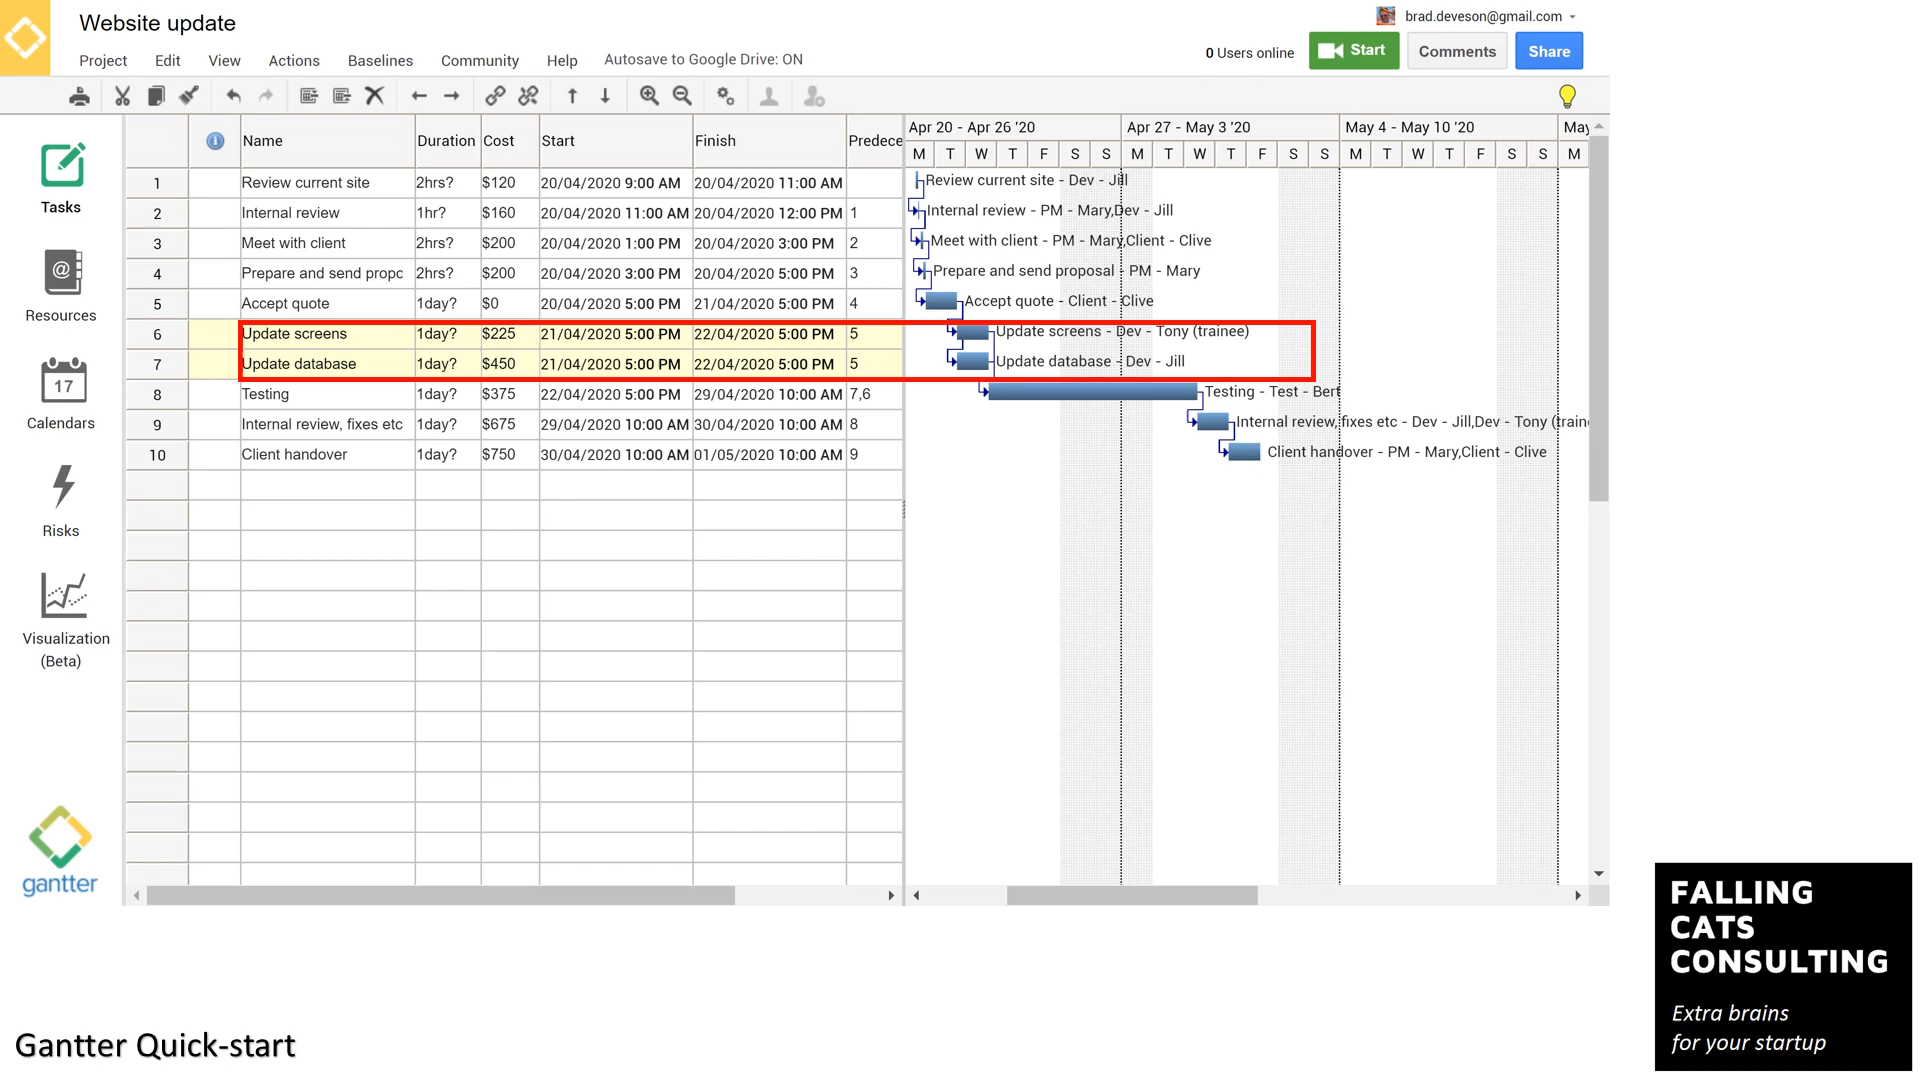 Website update
brad.deveson@gmail.com
Project Edit View Actions Baselines Community Help Autosave to Google Drive: ON
0 Users online Start Comments Share
Tasks
Resources
17
Calendars
Risks
Visualization
(Beta)
gantter
Name Duration Cost Start Finish Predece
1 Review current site 2hrs? $120 20/04/2020 9:00 AM 20/04/2020 11:00 AM
2 Internal review 1hr? $160 20/04/2020 11:00 AM 20/04/2020 12:00 PM 1
3 Meet with client 2hrs? $200 20/04/2020 1:00 PM 20/04/2020 3:00 PM 2
4 Prepare and send propc 2hrs? $200 20/04/2020 3:00 PM 20/04/2020 5:00 PM 3
5 Accept quote 1day? $0 20/04/2020 5:00 PM 21/04/2020 5:00 PM 4
6 Update screens 1day? $225 21/04/2020 5:00 PM 22/04/2020 5:00 PM 5
7 Update database 1day? $450 21/04/2020 5:00 PM 22/04/2020 5:00 PM 5
8 Testing 1day? $375 22/04/2020 5:00 PM 29/04/2020 10:00 AM 7,6
9 Internal review, fixes etc 1day? $675 29/04/2020 10:00 AM 30/04/2020 10:00 AM 8
10 Client handover 1day? $750 30/04/2020 10:00 AM 01/05/2020 10:00 AM 9
Apr 20 - Apr 26 '20 Apr 27 - May 3 '20 May 4 - May 10 '20 May
M T W T F S S M T W T F S S M T W T F S S M
Review current site - Dev - Jill
Internal review - PM - Mary,Dev - Jill
Meet with client - PM - Mary,Client - Clive
Prepare and send proposal - PM - Mary
Accept quote - Client - Clive
Update screens - Dev - Tony (trainee)
Update database - Dev - Jill
Testing - Test - Bert
Internal review, fixes etc - Dev - Jill,Dev - Tony (traine
Client handover - PM - Mary,Client - Clive
FALLING
CATS
CONSULTING
Extra brains
for your startup
Gantter Quick-start